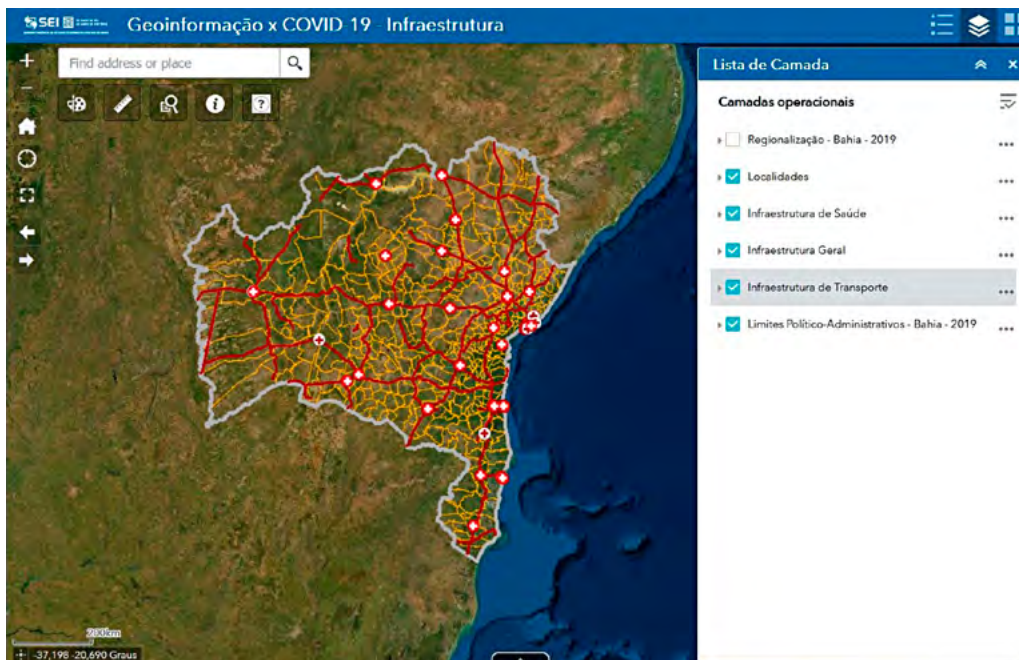 SEI
Geoinformação x COVID-19 - Infraestrutura
Find address or place
Lista de Camada
Camadas operacionais
Regionalização - Bahia - 2019
Localidades
Infraestrutura de Saúde
Infraestrutura Geral
Infraestrutura de Transporte
Limites Político-Administrativos - Bahia - 2019
200km
-37,198 -20,690 Graus